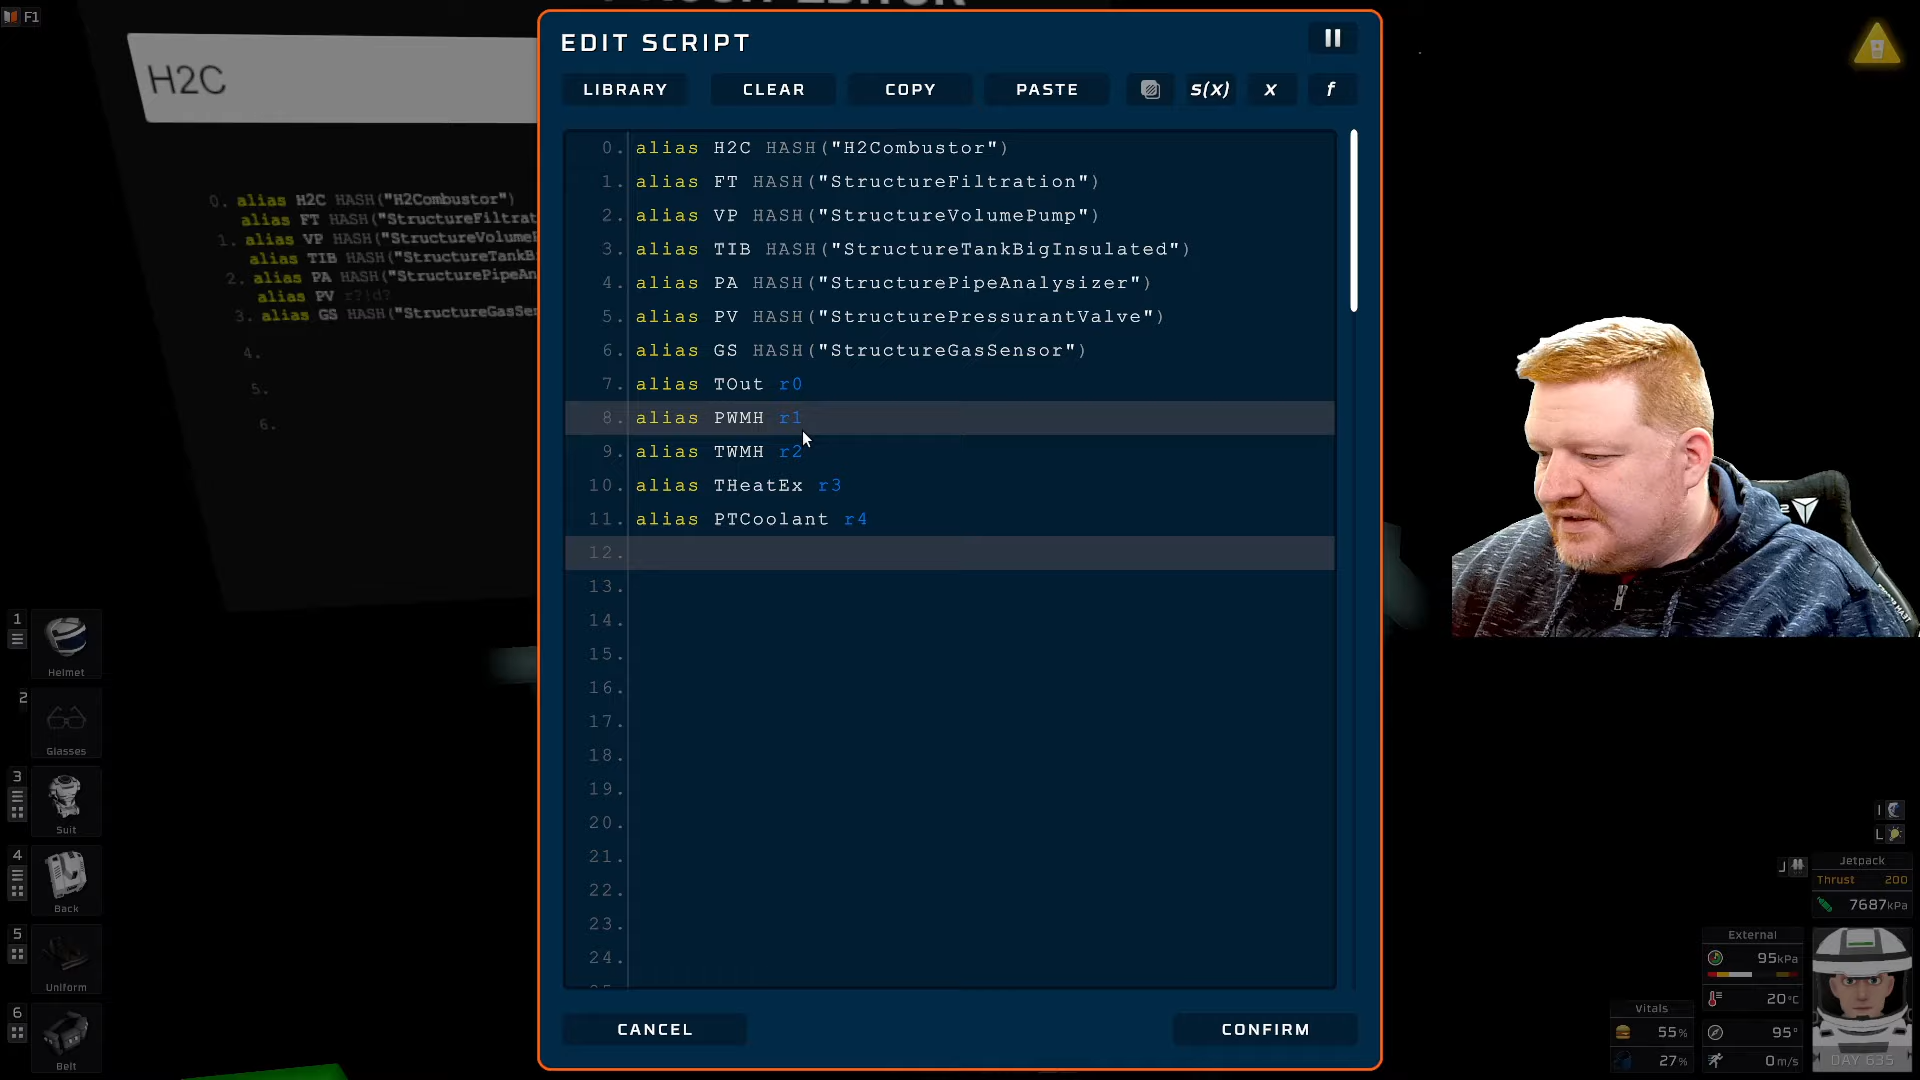 F1
H2C
0. alias H2C HASH("H2Combustor")
alias FT HASH("StructureFiltrat
1. alias VP HASH("StructureVolumeP
alias TIB HASH("StructureTankB
2. alias PA HASH("StructurePipeAn
alias PV r?|d?
3. alias GS HASH("StructureGasSen
4.
5.
6.
EDIT SCRIPT
LIBRARY CLEAR COPY PASTE s(x) x f
0. alias H2C HASH("H2Combustor")
1. alias FT HASH("StructureFiltration")
2. alias VP HASH("StructureVolumePump")
3. alias TIB HASH("StructureTankBigInsulated")
4. alias PA HASH("StructurePipeAnalysizer")
5. alias PV HASH("StructurePressurantValve")
6. alias GS HASH("StructureGasSensor")
7. alias TOut r0
8. alias PWMH r1
9. alias TWMH r2
10. alias THeatEx r3
11. alias PTCoolant r4
12.
13.
14.
15.
16.
17.
18.
19.
20.
21.
22.
23.
24.
CANCEL CONFIRM
1
Helmet
2
Glasses
3
Suit
4
Back
5
Uniform
6
Belt
I
L
J
Jetpack
Thrust 200
7687kPa
External
95kPa
20°C
Vitals
55% 95°
27% 0m/s
DAY 635